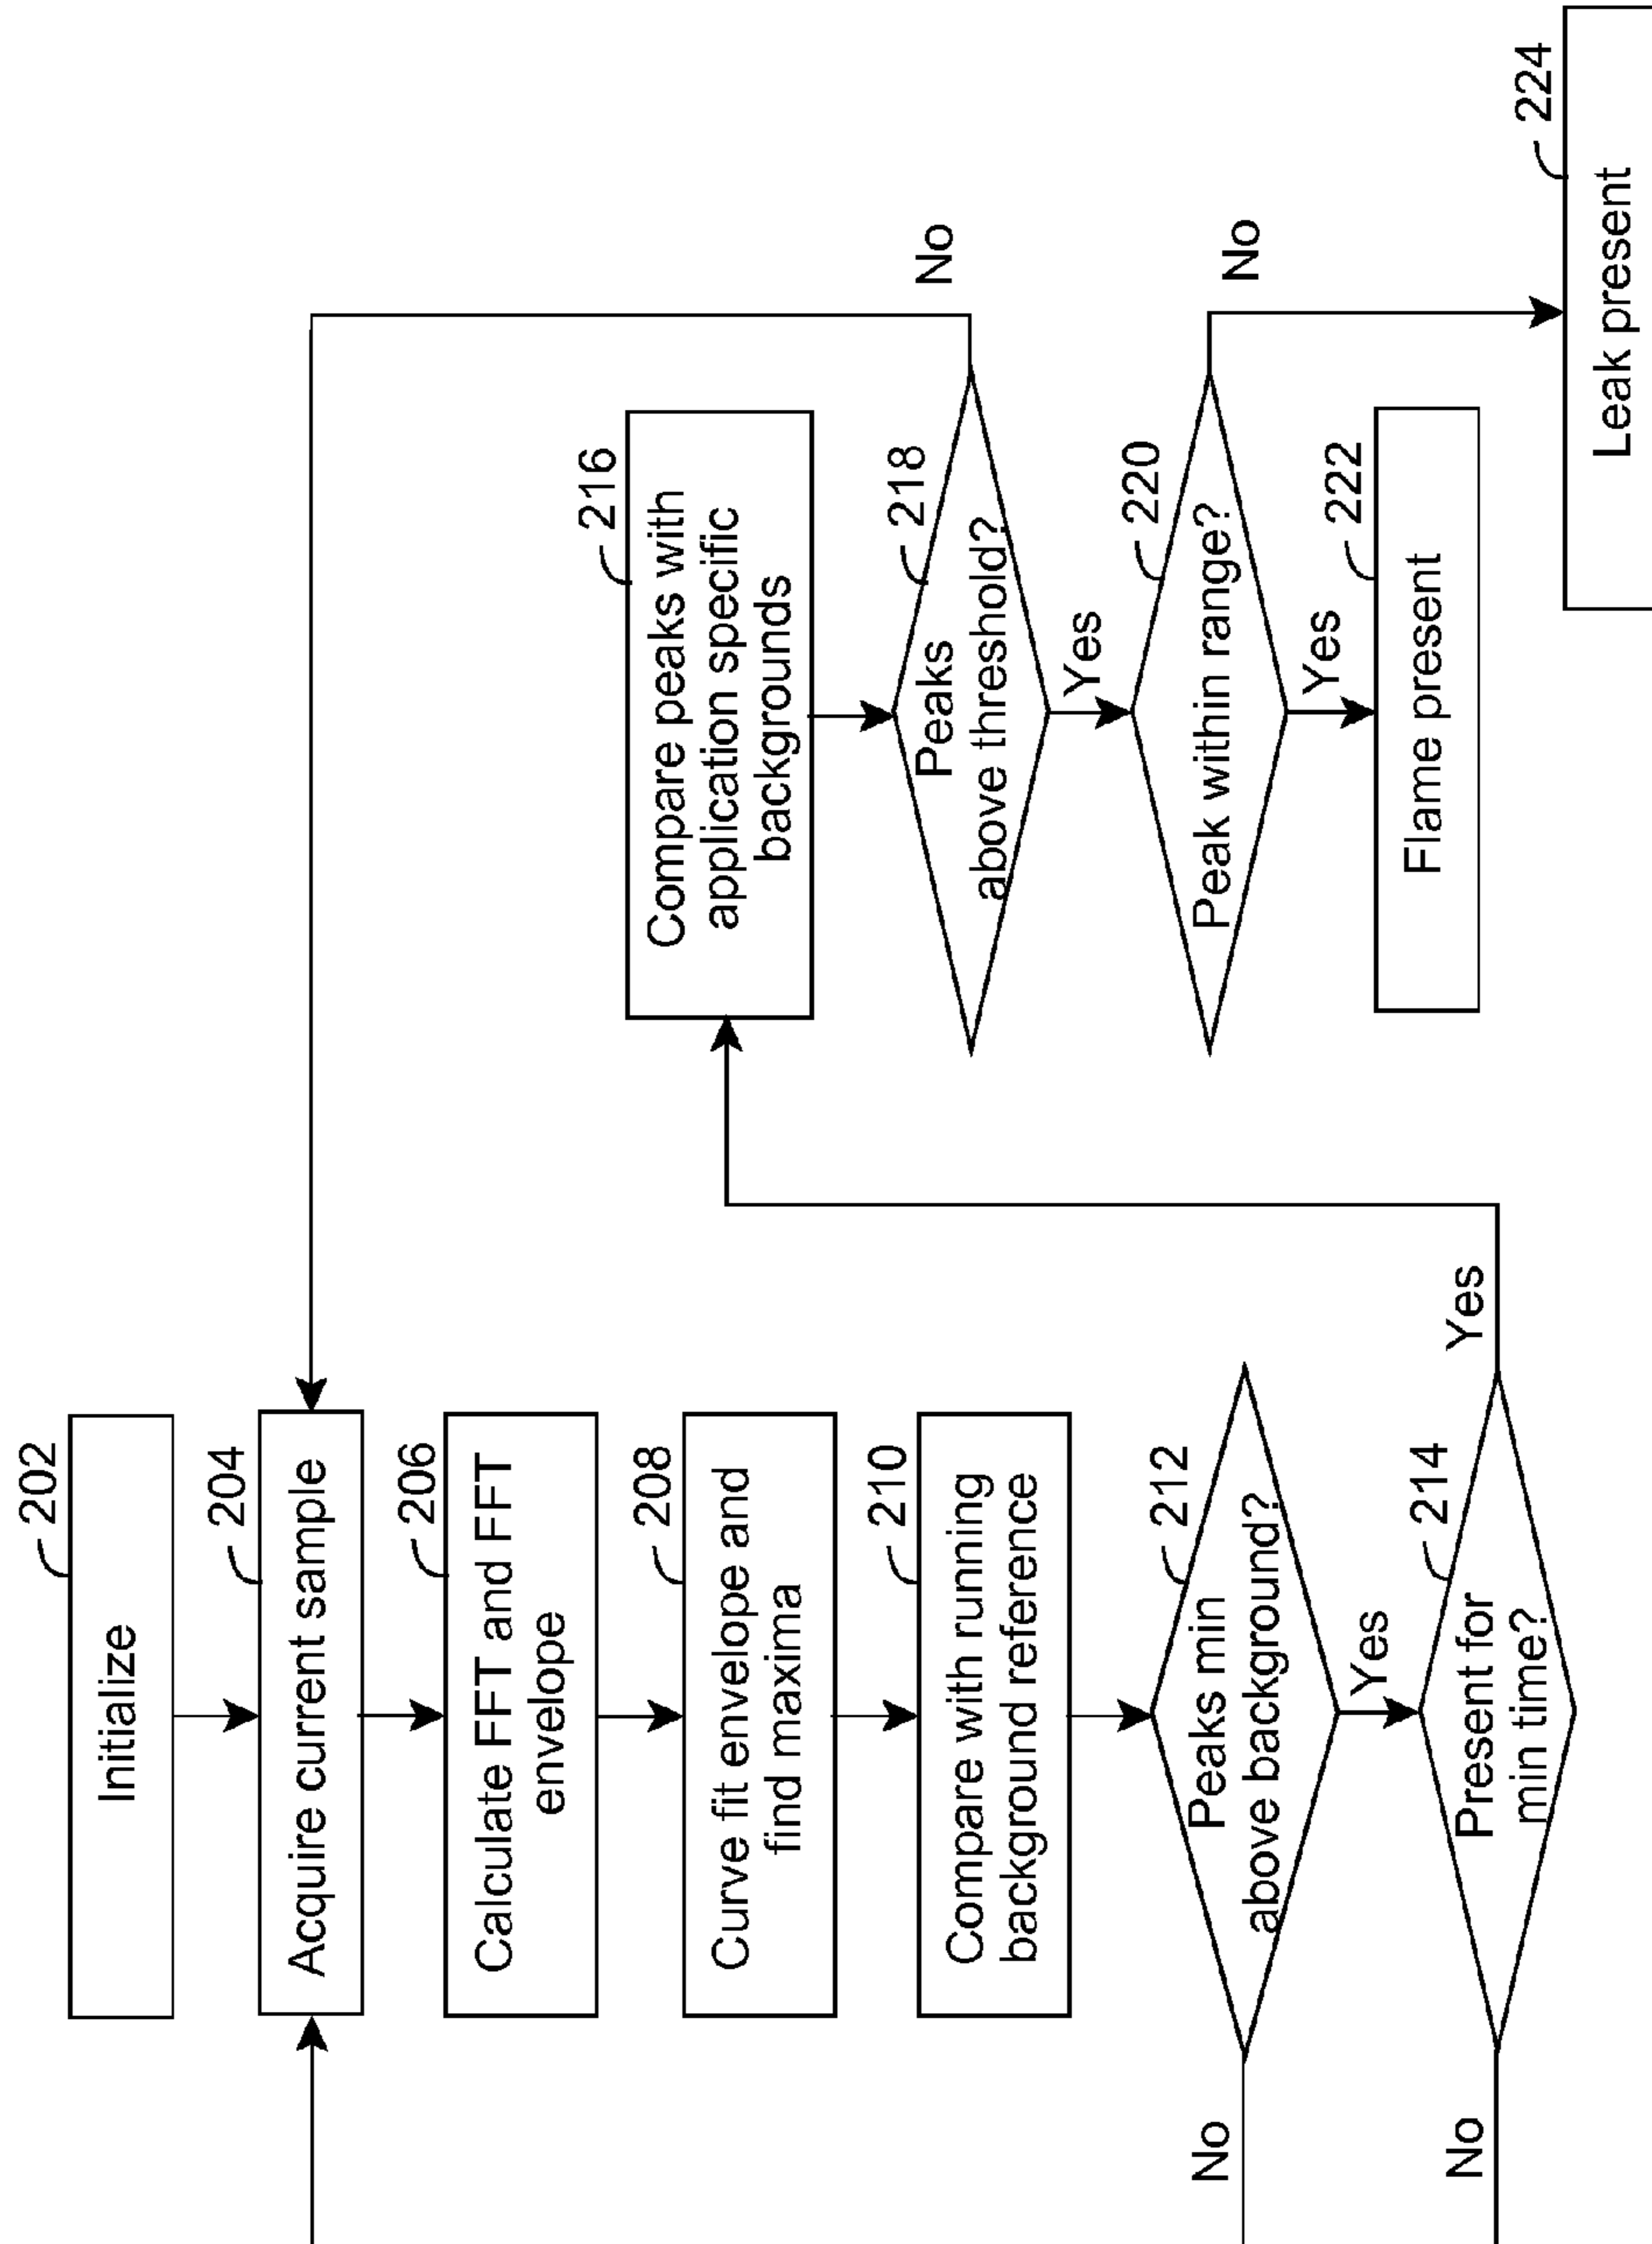 202
Initialize
204
Acquire current sample
206
Calculate FFT and FFT
envelope
208
Curve fit envelope and
find maxima
210
Compare with running
background reference
212
Peaks min
above background?
No
Yes
214
Present for
min time?
No
Yes
216
Compare peaks with
application specific
backgrounds
218
Peaks
above threshold?
No
Yes
220
Peak within range?
No
Yes
222
Flame present
224
Leak present